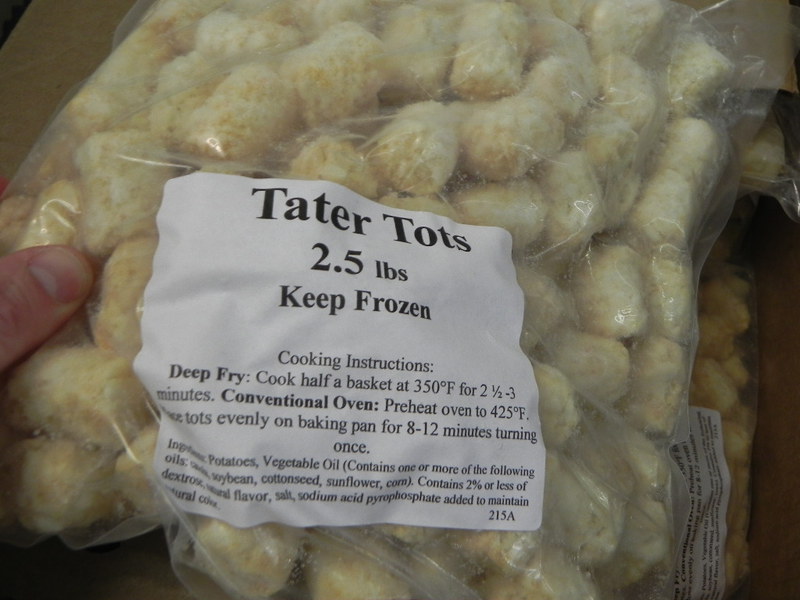 Tater Tots
2.5 lbs
Keep Frozen
Cooking Instructions:
Deep Fry: Cook half a basket at 350°F for 2 ½ -3
minutes. Conventional Oven: Preheat oven to 425°F.
tots evenly on baking pan for 8-12 minutes turning
once.
Potatoes, Vegetable Oil (Contains one or more of the following
oils: soybean, cottonseed, sunflower, corn). Contains 2% or less of
dextrose, natural flavor, salt, sodium acid pyrophosphate added to maintain
natural color.
215A